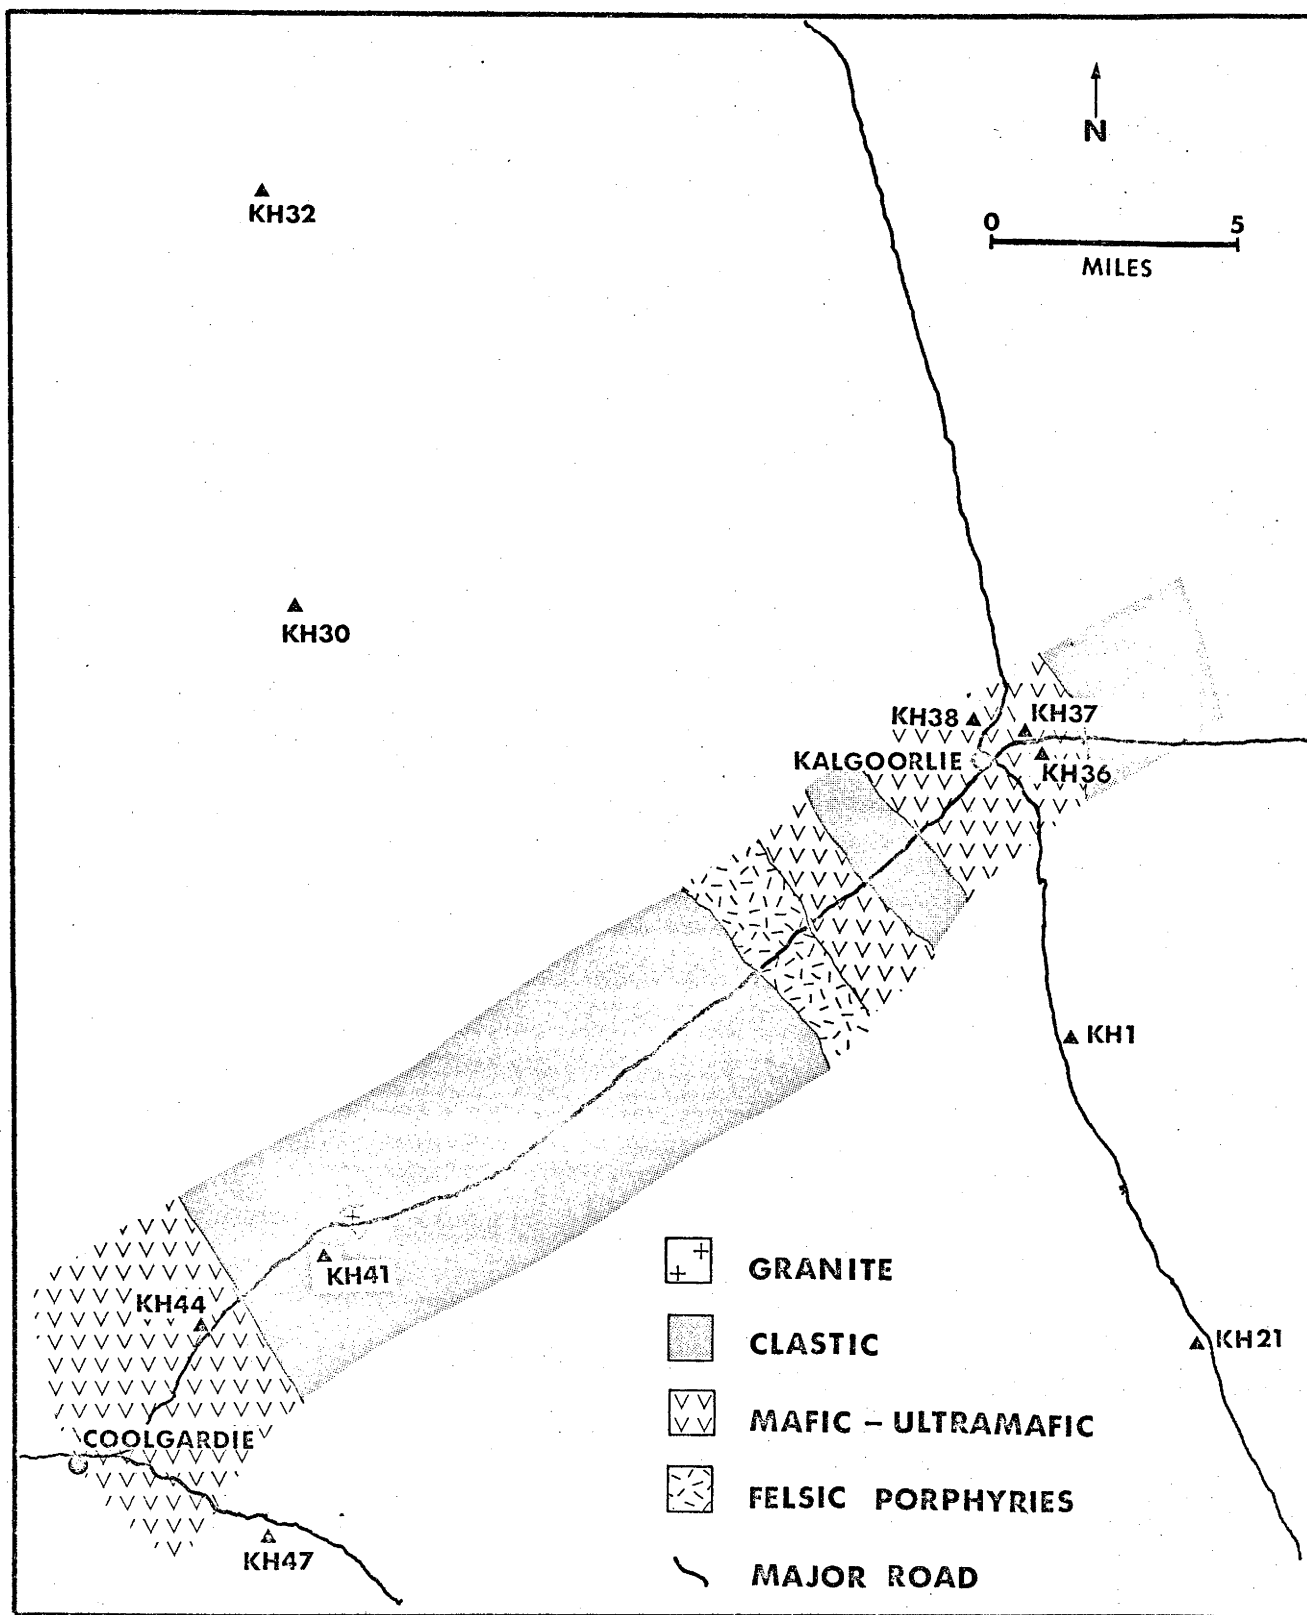 N
0 5
MILES
KH32
KH30
KH38
KH37
KALGOORLIE
KH36
KH1
KH41
KH44
KH21
COOLGARDIE
KH47
GRANITE
CLASTIC
MAFIC – ULTRAMAFIC
FELSIC PORPHYRIES
MAJOR ROAD